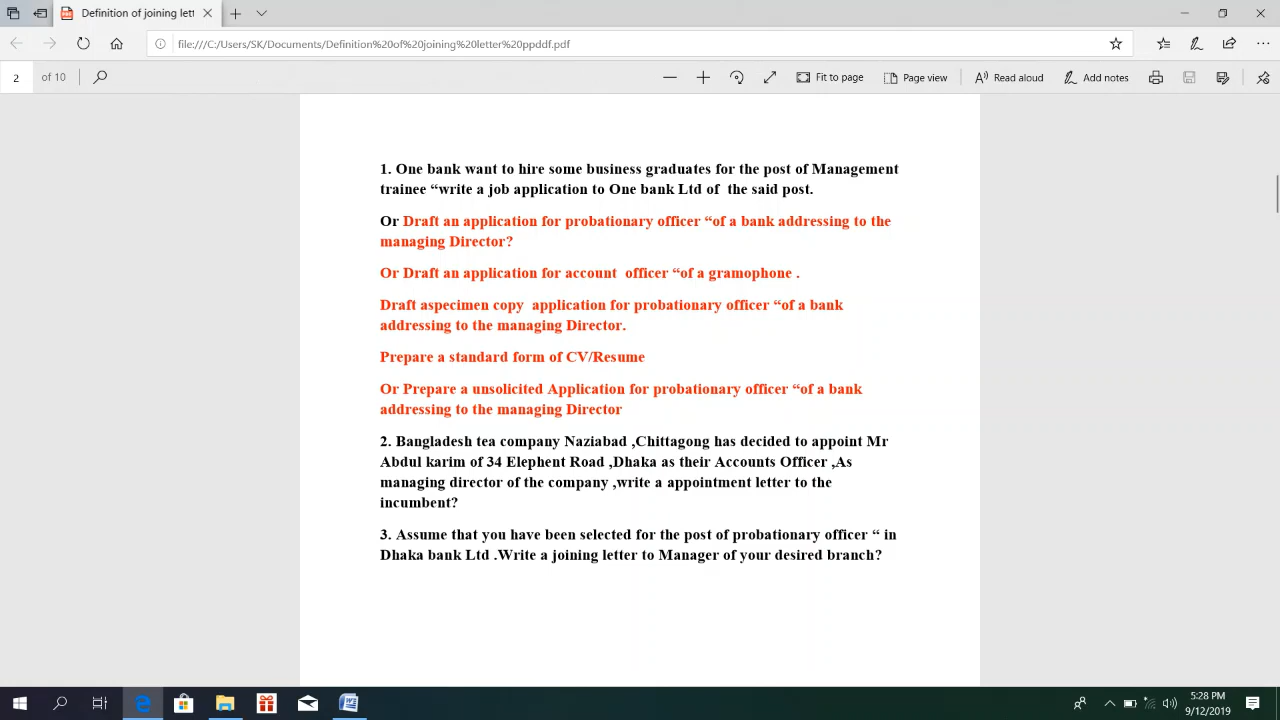 Definition of joining lett
file:///C:/Users/SK/Documents/Definition%20of%20joining%20letter%20ppddf.pdf
2 of 10
Fit to page
Page view
Read aloud
Add notes
1. One bank want to hire some business graduates for the post of Management
trainee “write a job application to One bank Ltd of the said post.
Or Draft an application for probationary officer “of a bank addressing to the
managing Director?
Or Draft an application for account officer “of a gramophone .
Draft aspecimen copy application for probationary officer “of a bank
addressing to the managing Director.
Prepare a standard form of CV/Resume
Or Prepare a unsolicited Application for probationary officer “of a bank
addressing to the managing Director
2. Bangladesh tea company Naziabad ,Chittagong has decided to appoint Mr
Abdul karim of 34 Elephent Road ,Dhaka as their Accounts Officer ,As
managing director of the company ,write a appointment letter to the
incumbent?
3. Assume that you have been selected for the post of probationary officer “ in
Dhaka bank Ltd .Write a joining letter to Manager of your desired branch?
5:28 PM
9/12/2019